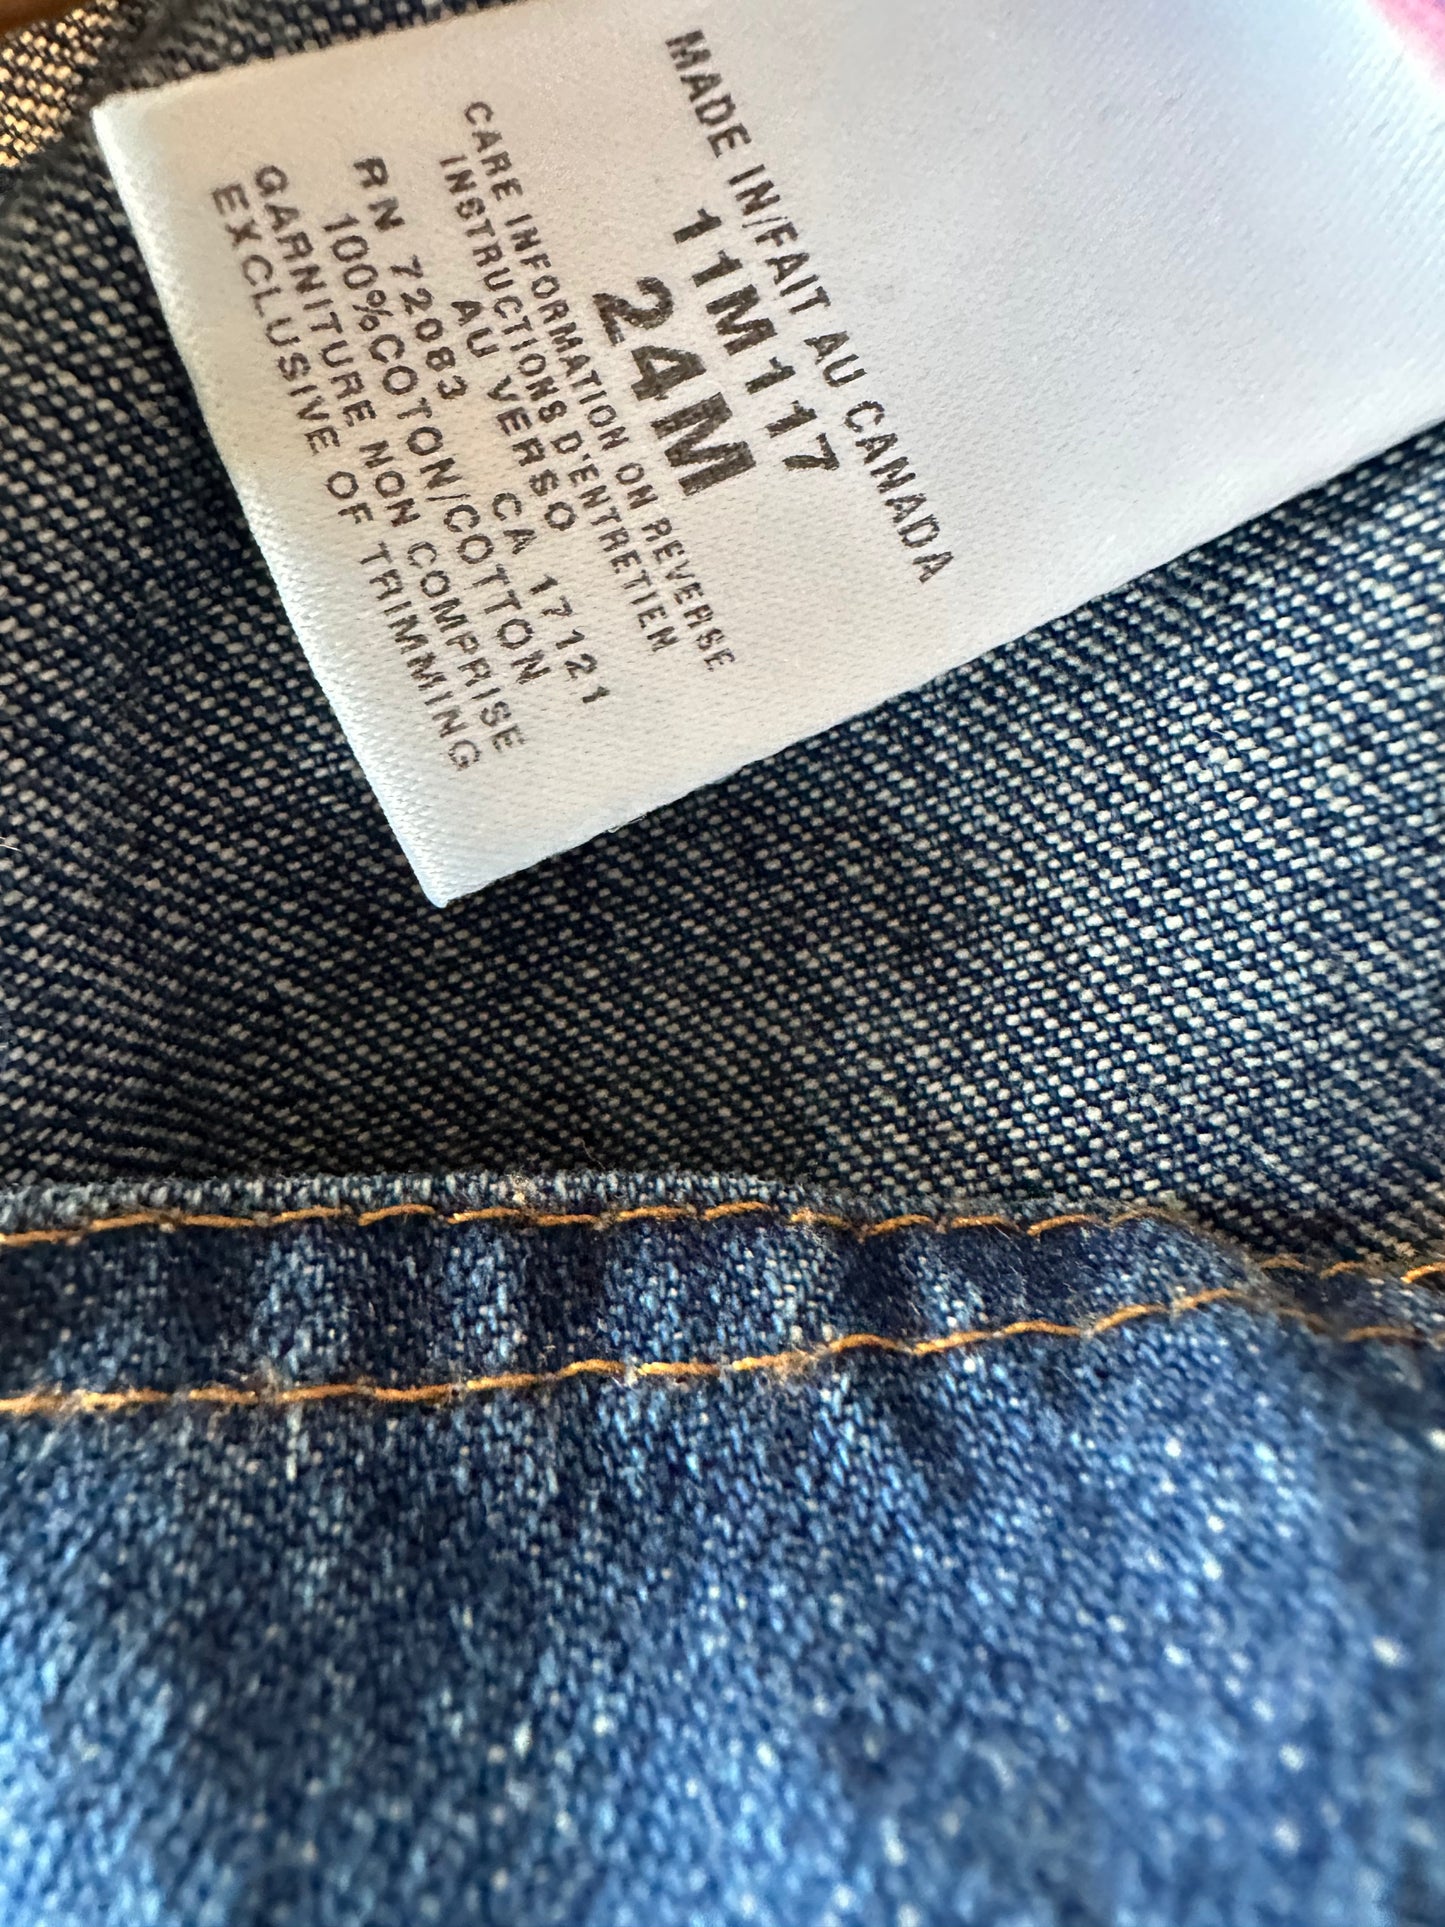 MADE IN/FAIT AU CANADA
11M117
24M
CARE INFORMATION ON REVERSE
INSTRUCTIONS D'ENTRETIEN
AU VERSO
RN 72083 CA 17121
100%COTON/COTTON
GARNITURE NON COMPRISE
EXCLUSIVE OF TRIMMING